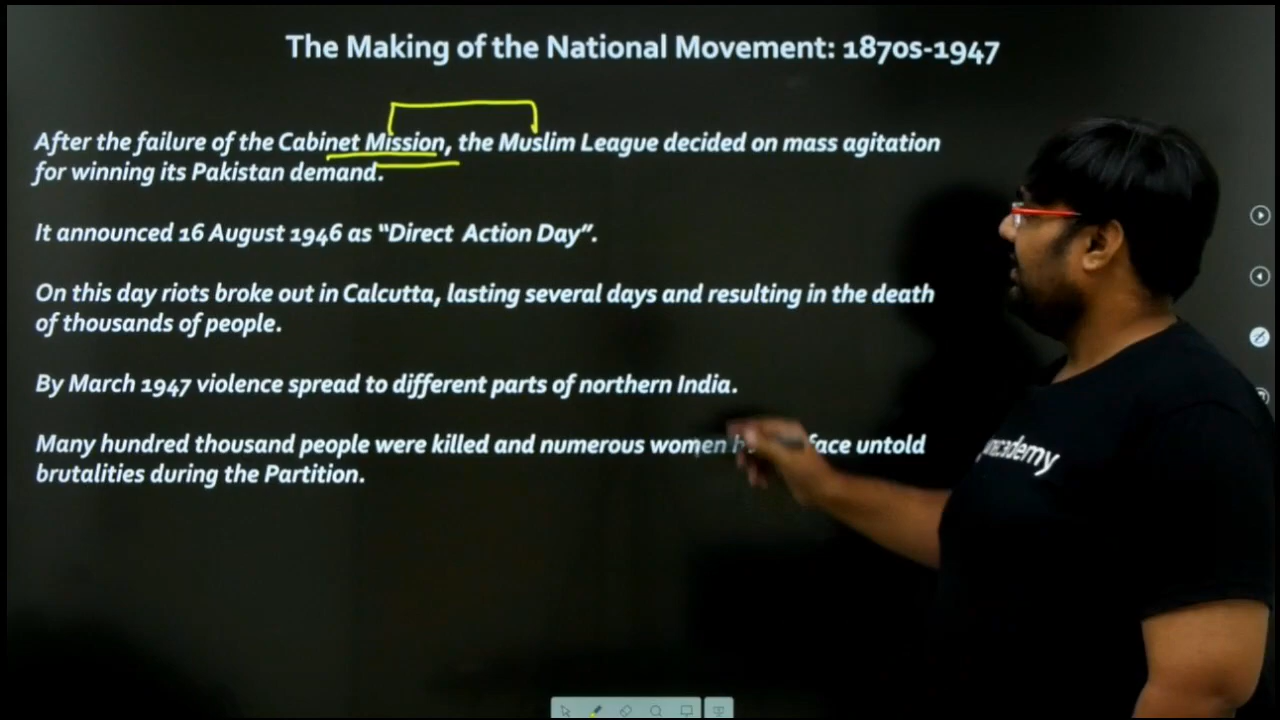 The Making of the National Movement: 1870s-1947
After the failure of the Cabinet Mission, the Muslim League decided on mass agitation
for winning its Pakistan demand.
It announced 16 August 1946 as “Direct Action Day”.
On this day riots broke out in Calcutta, lasting several days and resulting in the death
of thousands of people.
By March 1947 violence spread to different parts of northern India.
Many hundred thousand people were killed and numerous women face untold
brutalities during the Partition.